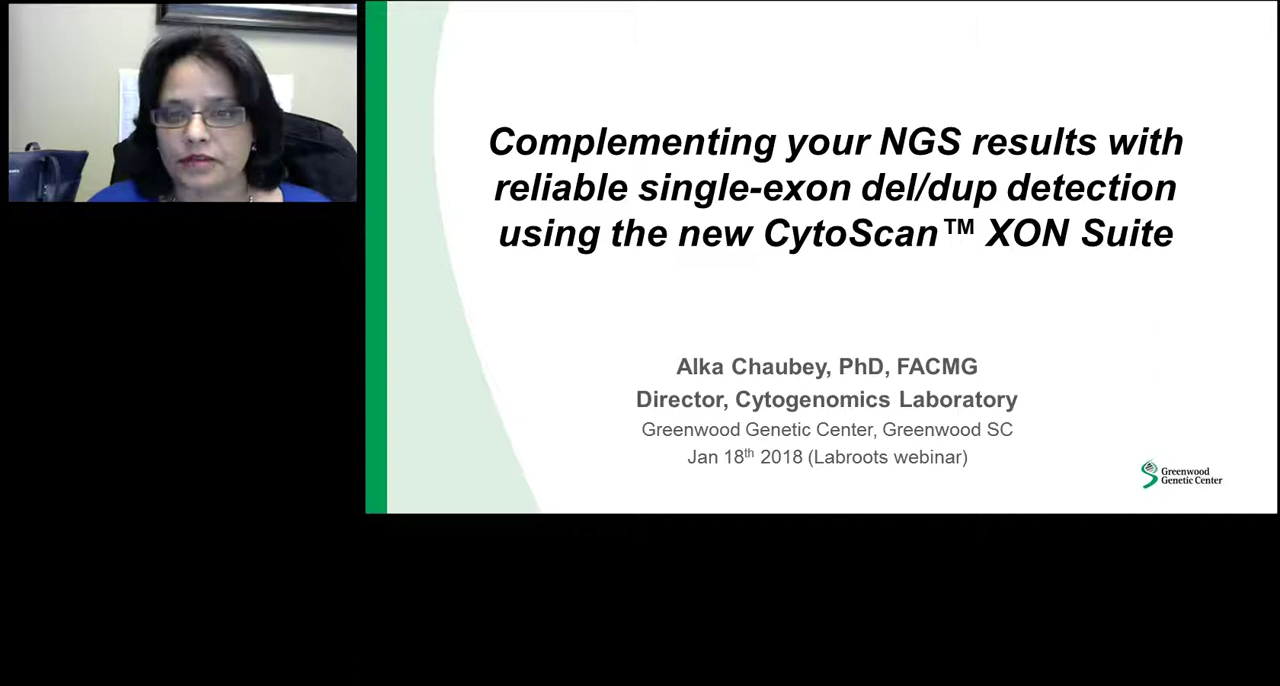 Complementing your NGS results with
reliable single-exon del/dup detection
using the new CytoScan™ XON Suite
Alka Chaubey, PhD, FACMG
Director, Cytogenomics Laboratory
Greenwood Genetic Center, Greenwood SC
Jan 18th 2018 (Labroots webinar)
Greenwood
Genetic Center